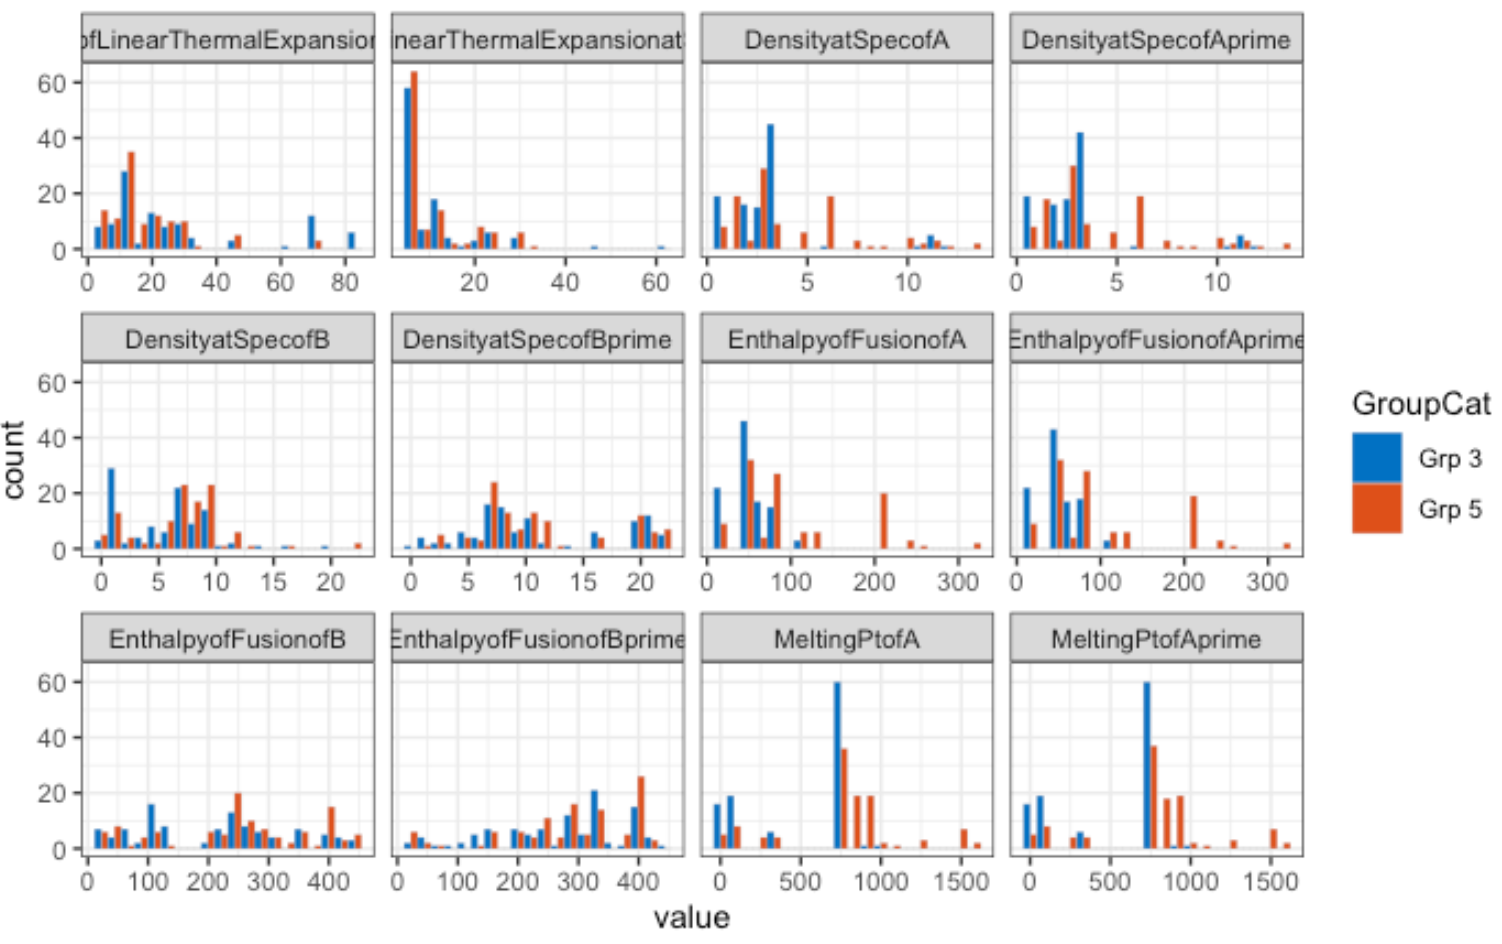 ofLinearThermalExpansion
inearThermalExpansionat
DensityatSpecofA
DensityatSpecofAprime
60
40
20
0
0 20 40 60 80
20 40 60
0 5 10
0 5 10
DensityatSpecofB
DensityatSpecofBprime
EnthalpyofFusionofA
EnthalpyofFusionofAprime
60
40
20
0
0 5 10 15 20
0 5 10 15 20
0 100 200 300
0 100 200 300
EnthalpyofFusionofB
EnthalpyofFusionofBprime
MeltingPtofA
MeltingPtofAprime
60
40
20
0
0 100 200 300 400
0 100 200 300 400
0 500 1000 1500
0 500 1000 1500
count
value
GroupCat
Grp 3
Grp 5